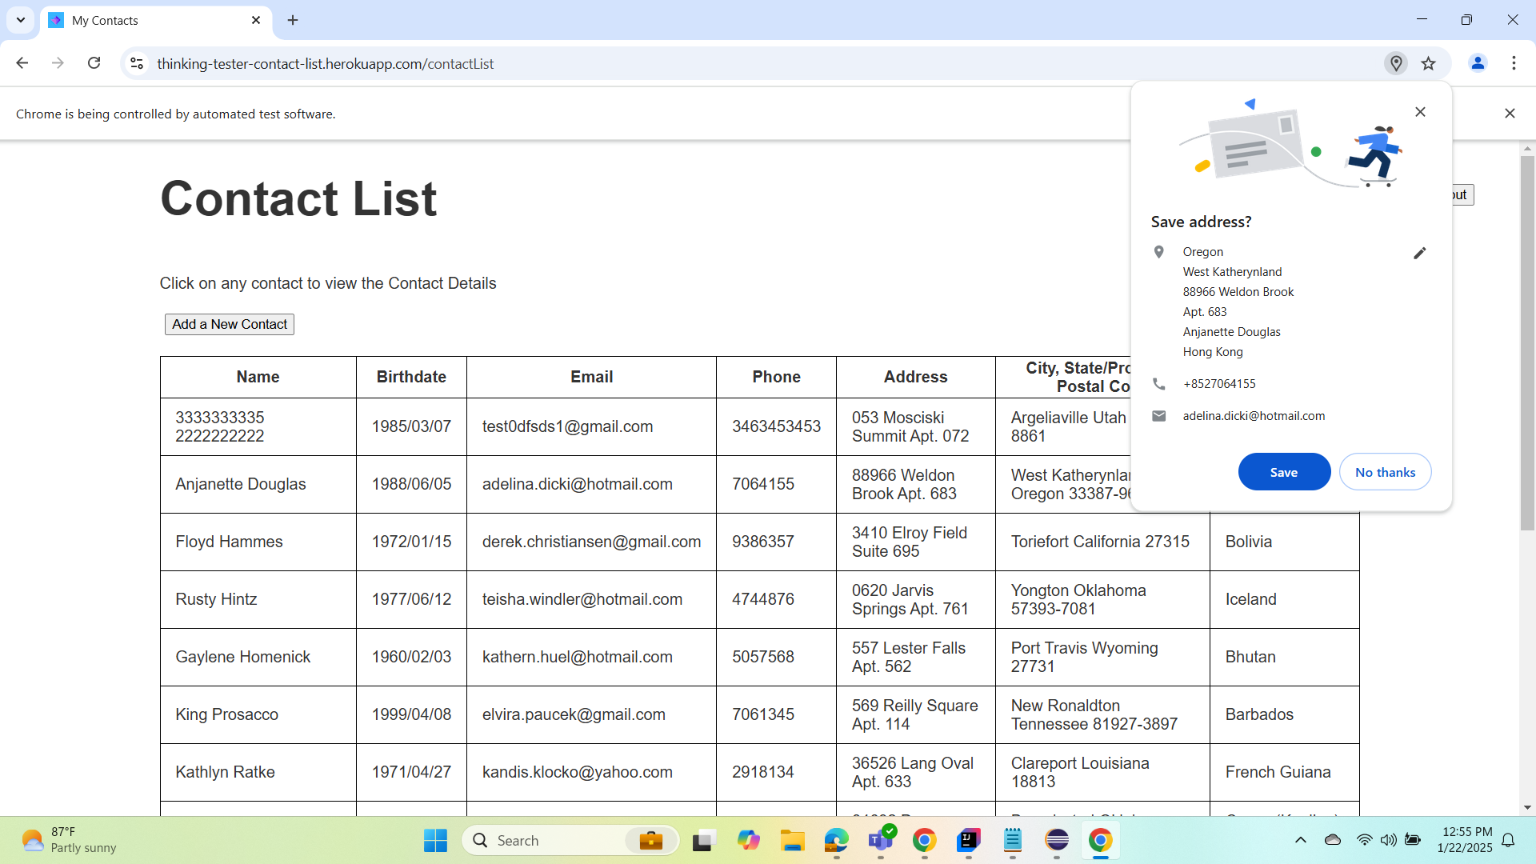 My Contacts
thinking-tester-contact-list.herokuapp.com/contactList
Chrome is being controlled by automated test software.
Contact List
Click on any contact to view the Contact Details
Add a New Contact
Save address?
Oregon
West Katherynland
88966 Weldon Brook
Apt. 683
Anjanette Douglas
Hong Kong
+8527064155
adelina.dicki@hotmail.com
Save No thanks
Name Birthdate Email Phone Address City, State/Pro
Postal Co
3333333335 2222222222 1985/03/07 test0dfsds1@gmail.com 3463453453 053 Mosciski Summit Apt. 072 Argeliaville Utah 8861
Anjanette Douglas 1988/06/05 adelina.dicki@hotmail.com 7064155 88966 Weldon Brook Apt. 683 West Katherynla Oregon 33387-9
Floyd Hammes 1972/01/15 derek.christiansen@gmail.com 9386357 3410 Elroy Field Suite 695 Toriefort California 27315 Bolivia
Rusty Hintz 1977/06/12 teisha.windler@hotmail.com 4744876 0620 Jarvis Springs Apt. 761 Yongton Oklahoma 57393-7081 Iceland
Gaylene Homenick 1960/02/03 kathern.huel@hotmail.com 5057568 557 Lester Falls Apt. 562 Port Travis Wyoming 27731 Bhutan
King Prosacco 1999/04/08 elvira.paucek@gmail.com 7061345 569 Reilly Square Apt. 114 New Ronaldton Tennessee 81927-3897 Barbados
Kathlyn Ratke 1971/04/27 kandis.klocko@yahoo.com 2918134 36526 Lang Oval Apt. 633 Clareport Louisiana 18813 French Guiana
87°F
Partly sunny
Search
12:55 PM
1/22/2025